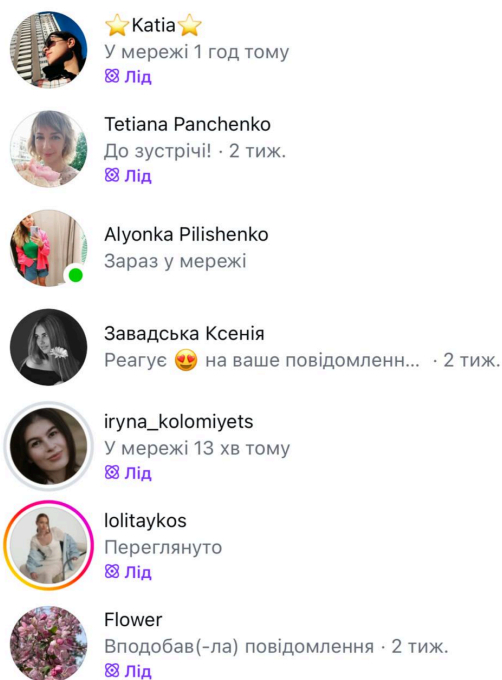 ⭐Katia⭐
У мережі 1 год тому
Лід
Tetiana Panchenko
До зустрічі! · 2 тиж.
Лід
Alyonka Pilishenko
Зараз у мережі
Завадська Ксенія
Реагує 😍 на ваше повідомленн... · 2 тиж.
iryna_kolomiyets
У мережі 13 хв тому
Лід
lolitaykos
Переглянуто
Лід
Flower
Вподобав(-ла) повідомлення · 2 тиж.
Лід